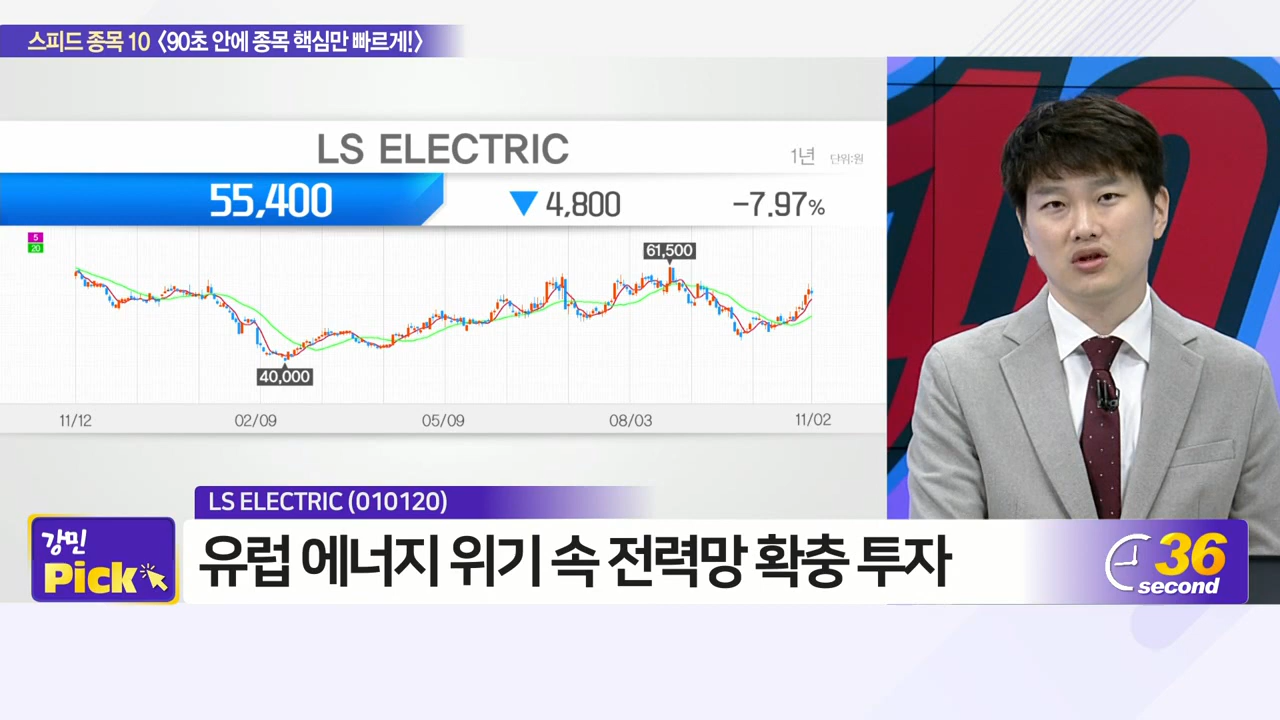 스피드 종목 10 〈90초 안에 종목 핵심만 빠르게!〉
LS ELECTRIC
1년 단위:원
55,400 ▼ 4,800 -7.97%
5
20
61,500
40,000
11/12 02/09 05/09 08/03 11/02
LS ELECTRIC (010120)
강민
Pick
유럽 에너지 위기 속 전력망 확충 투자
36
second